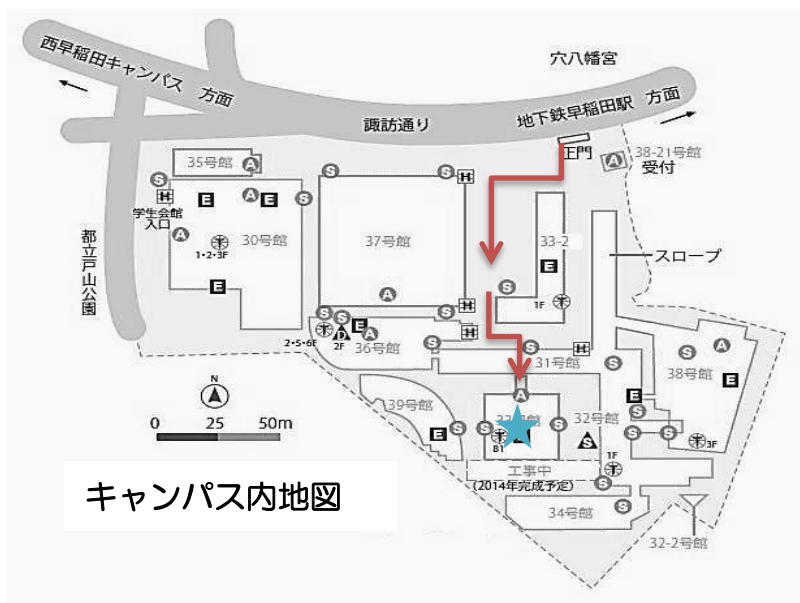 西早稲田キャンパス 方面
穴八幡宮
地下鉄早稲田駅 方面
諏訪通り
正門
38-21号館
受付
A
35号館
A
S
H
学生会館
入口
E
A
E
S
A
30号館
1・2・3F
E
都立戸山公園
S
S
H
37号館
A
H
33-2
E
S
1F
スロープ
S
S
S
D
2F
E
A
2・5・6F
36号館
H
S
S
31号館
H
S
S
A
38号館
E
N
0 25 50m
39号館
E
S
A
S
B1
S
32号館
S
E
S
S
S
3F
1F
工事中
(2014年完成予定)
S
34号館
S
32-2号館
キャンパス内地図